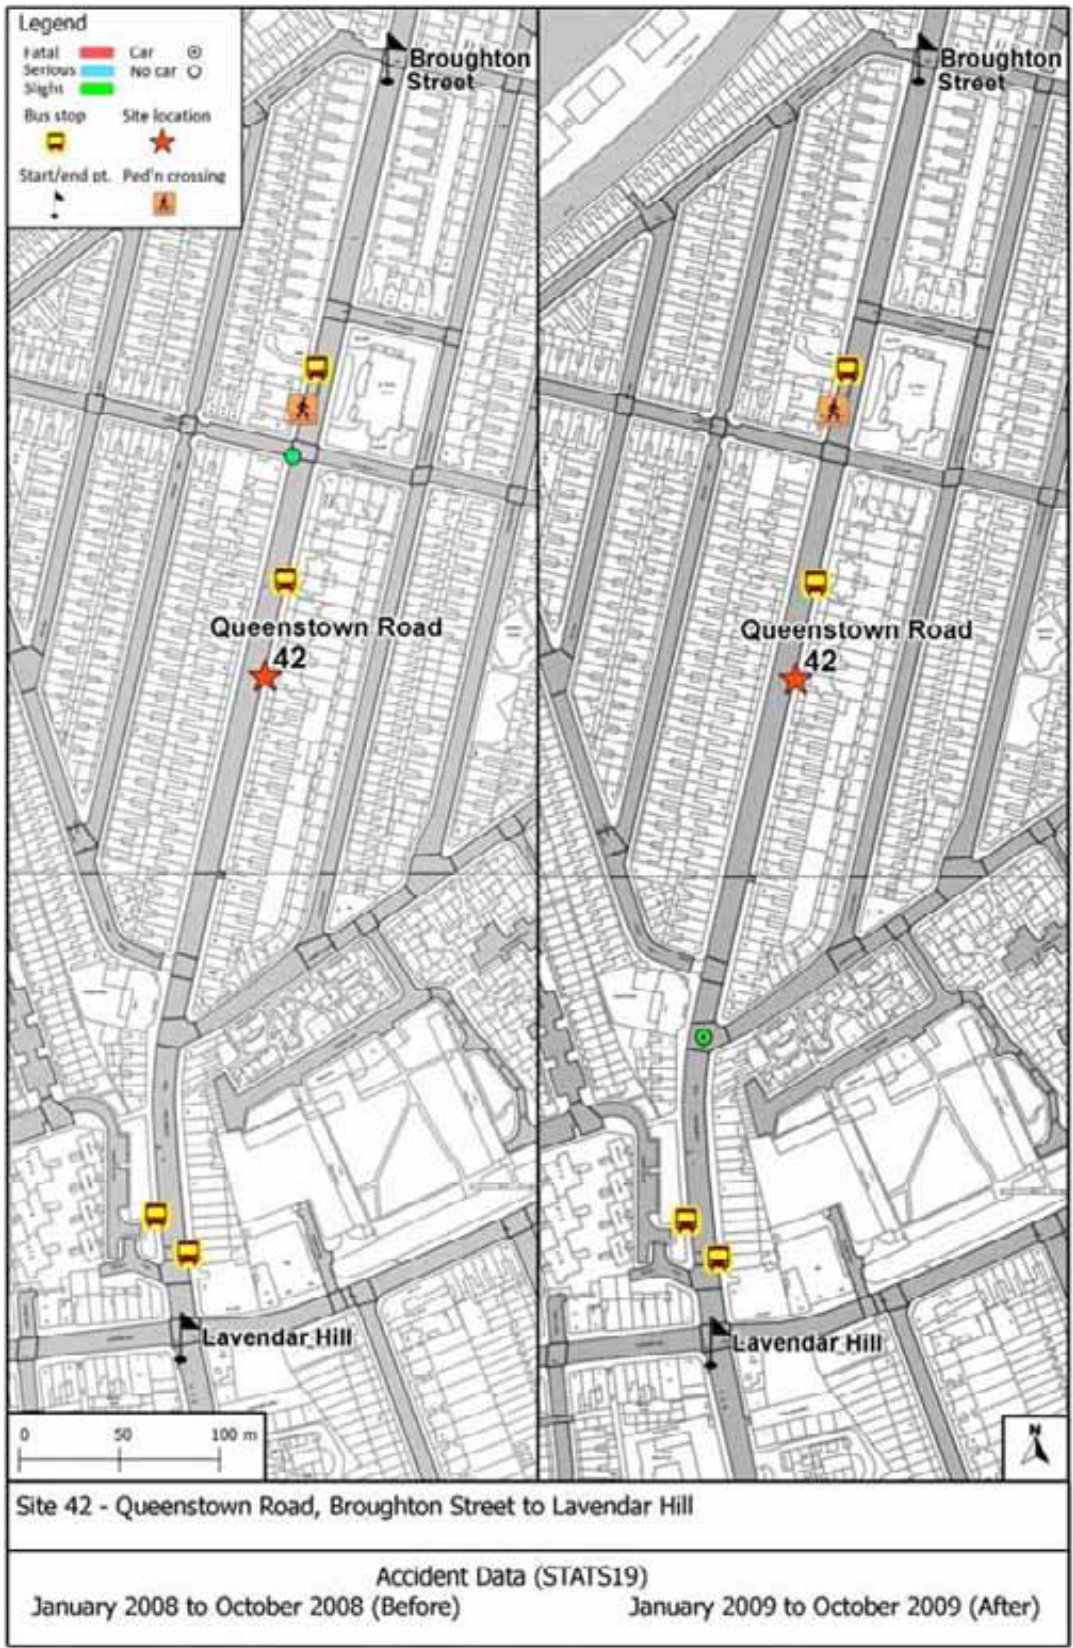 Legend
Fatal
Car
Serious
No car
Slight
Bus stop
Site location
Start/end pt.
Ped'n crossing
Broughton
Street
Queenstown Road
42
Lavendar Hill
0 50 100 m
Broughton
Street
Queenstown Road
42
Lavendar Hill
N
Site 42 - Queenstown Road, Broughton Street to Lavendar Hill
Accident Data (STATS19)
January 2008 to October 2008 (Before)
January 2009 to October 2009 (After)